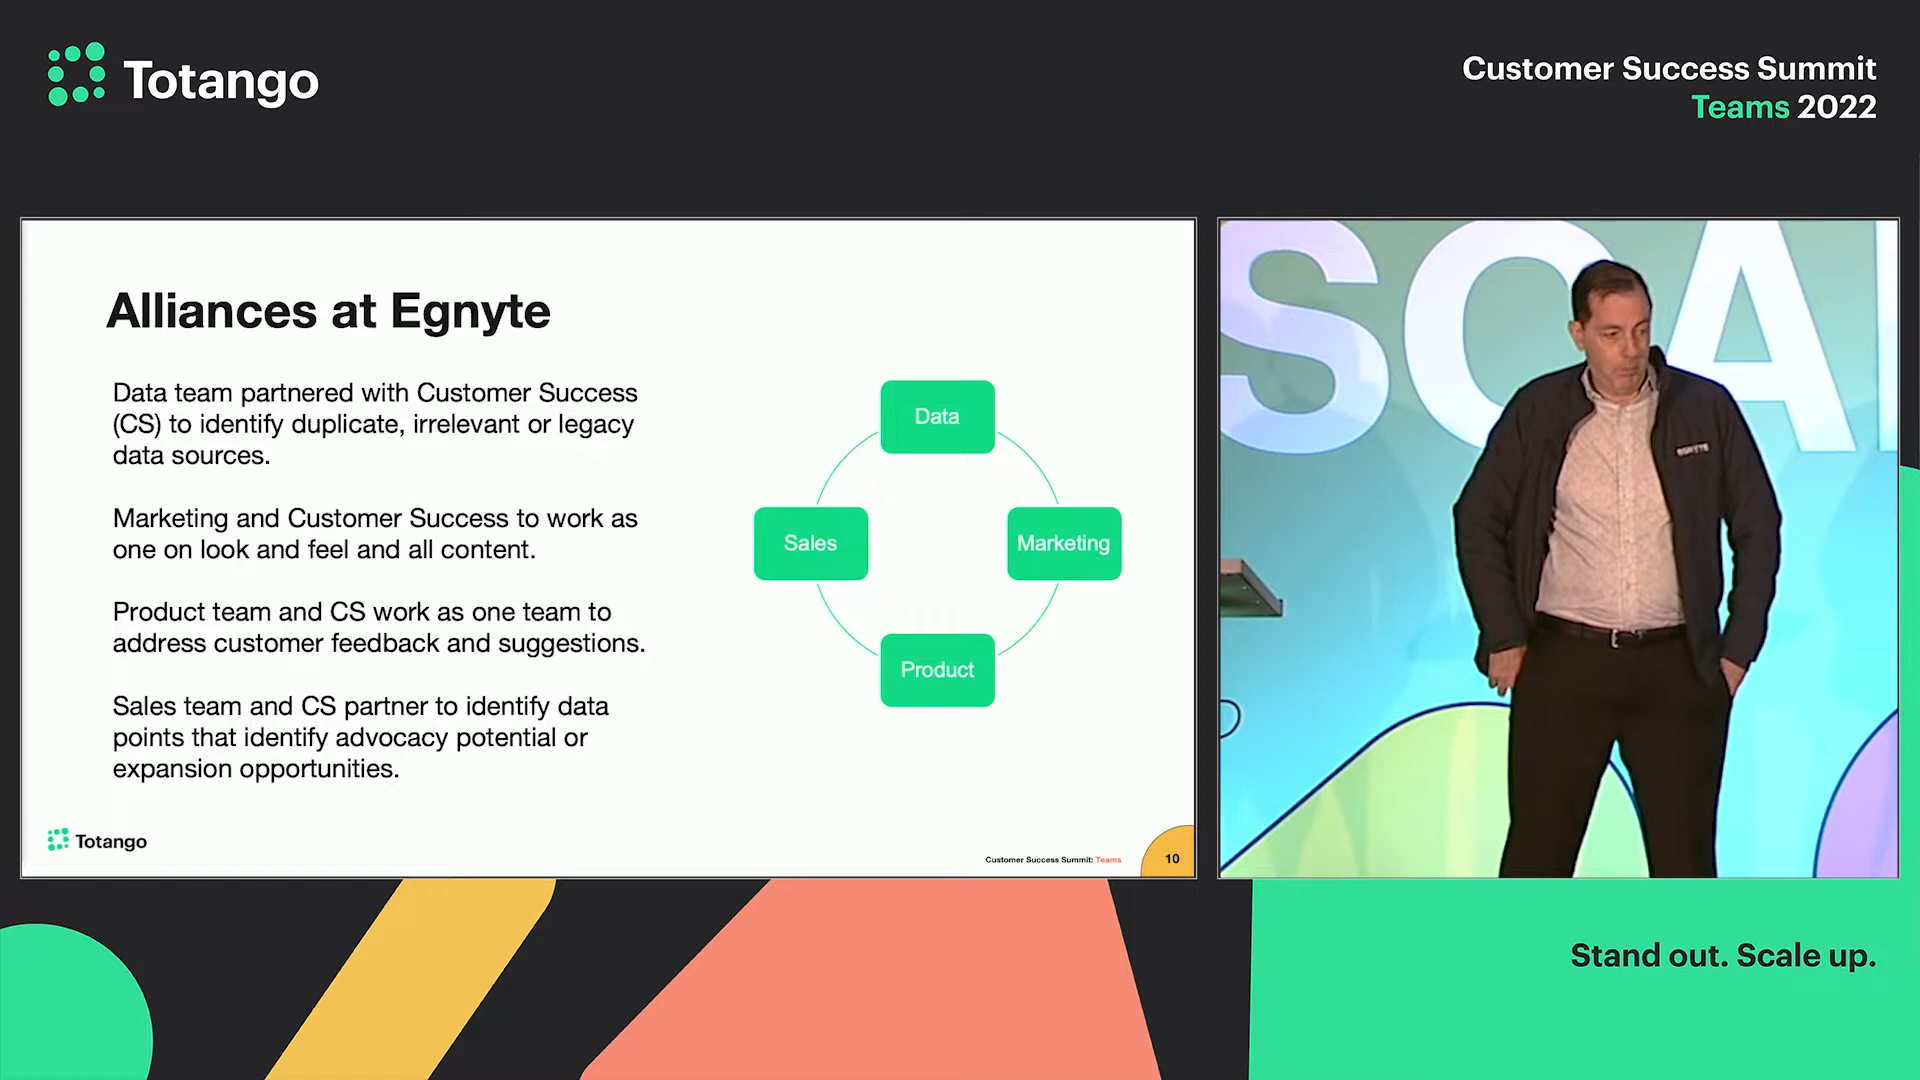 Totango
Customer Success Summit
Teams 2022
Alliances at Egnyte
Data team partnered with Customer Success
(CS) to identify duplicate, irrelevant or legacy
data sources.
Marketing and Customer Success to work as
one on look and feel and all content.
Product team and CS work as one team to
address customer feedback and suggestions.
Sales team and CS partner to identify data
points that identify advocacy potential or
expansion opportunities.
Data
Sales
Marketing
Product
Totango
Customer Success Summit: Teams
10
SCAL
EGNYTE
Stand out. Scale up.